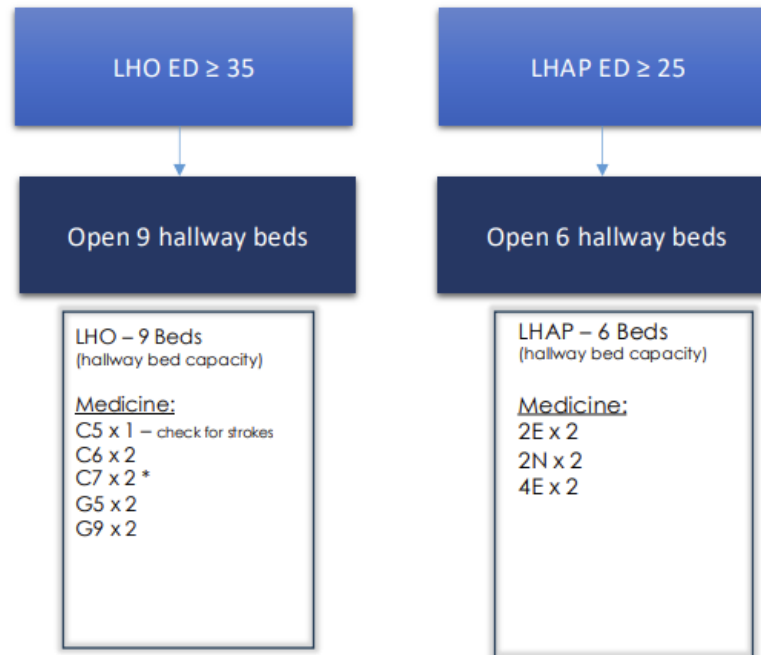 LHO ED ≥ 35
Open 9 hallway beds
LHO – 9 Beds
(hallway bed capacity)
Medicine:
C5 x 1 – check for strokes
C6 x 2
C7 x 2 *
G5 x 2
G9 x 2
LHAP ED ≥ 25
Open 6 hallway beds
LHAP – 6 Beds
(hallway bed capacity)
Medicine:
2E x 2
2N x 2
4E x 2